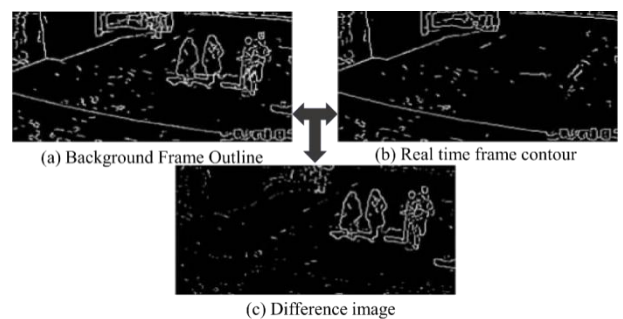 (a) Background Frame Outline
(b) Real time frame contour
(c) Difference image